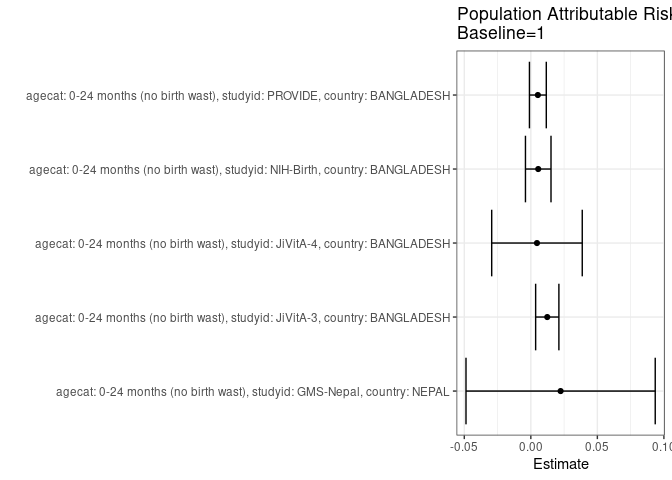 Population Attributable Risk
Baseline=1
agecat: 0-24 months (no birth wast), studyid: PROVIDE, country: BANGLADESH
agecat: 0-24 months (no birth wast), studyid: NIH-Birth, country: BANGLADESH
agecat: 0-24 months (no birth wast), studyid: JiVitA-4, country: BANGLADESH
agecat: 0-24 months (no birth wast), studyid: JiVitA-3, country: BANGLADESH
agecat: 0-24 months (no birth wast), studyid: GMS-Nepal, country: NEPAL
-0.05 0.00 0.05 0.10
Estimate